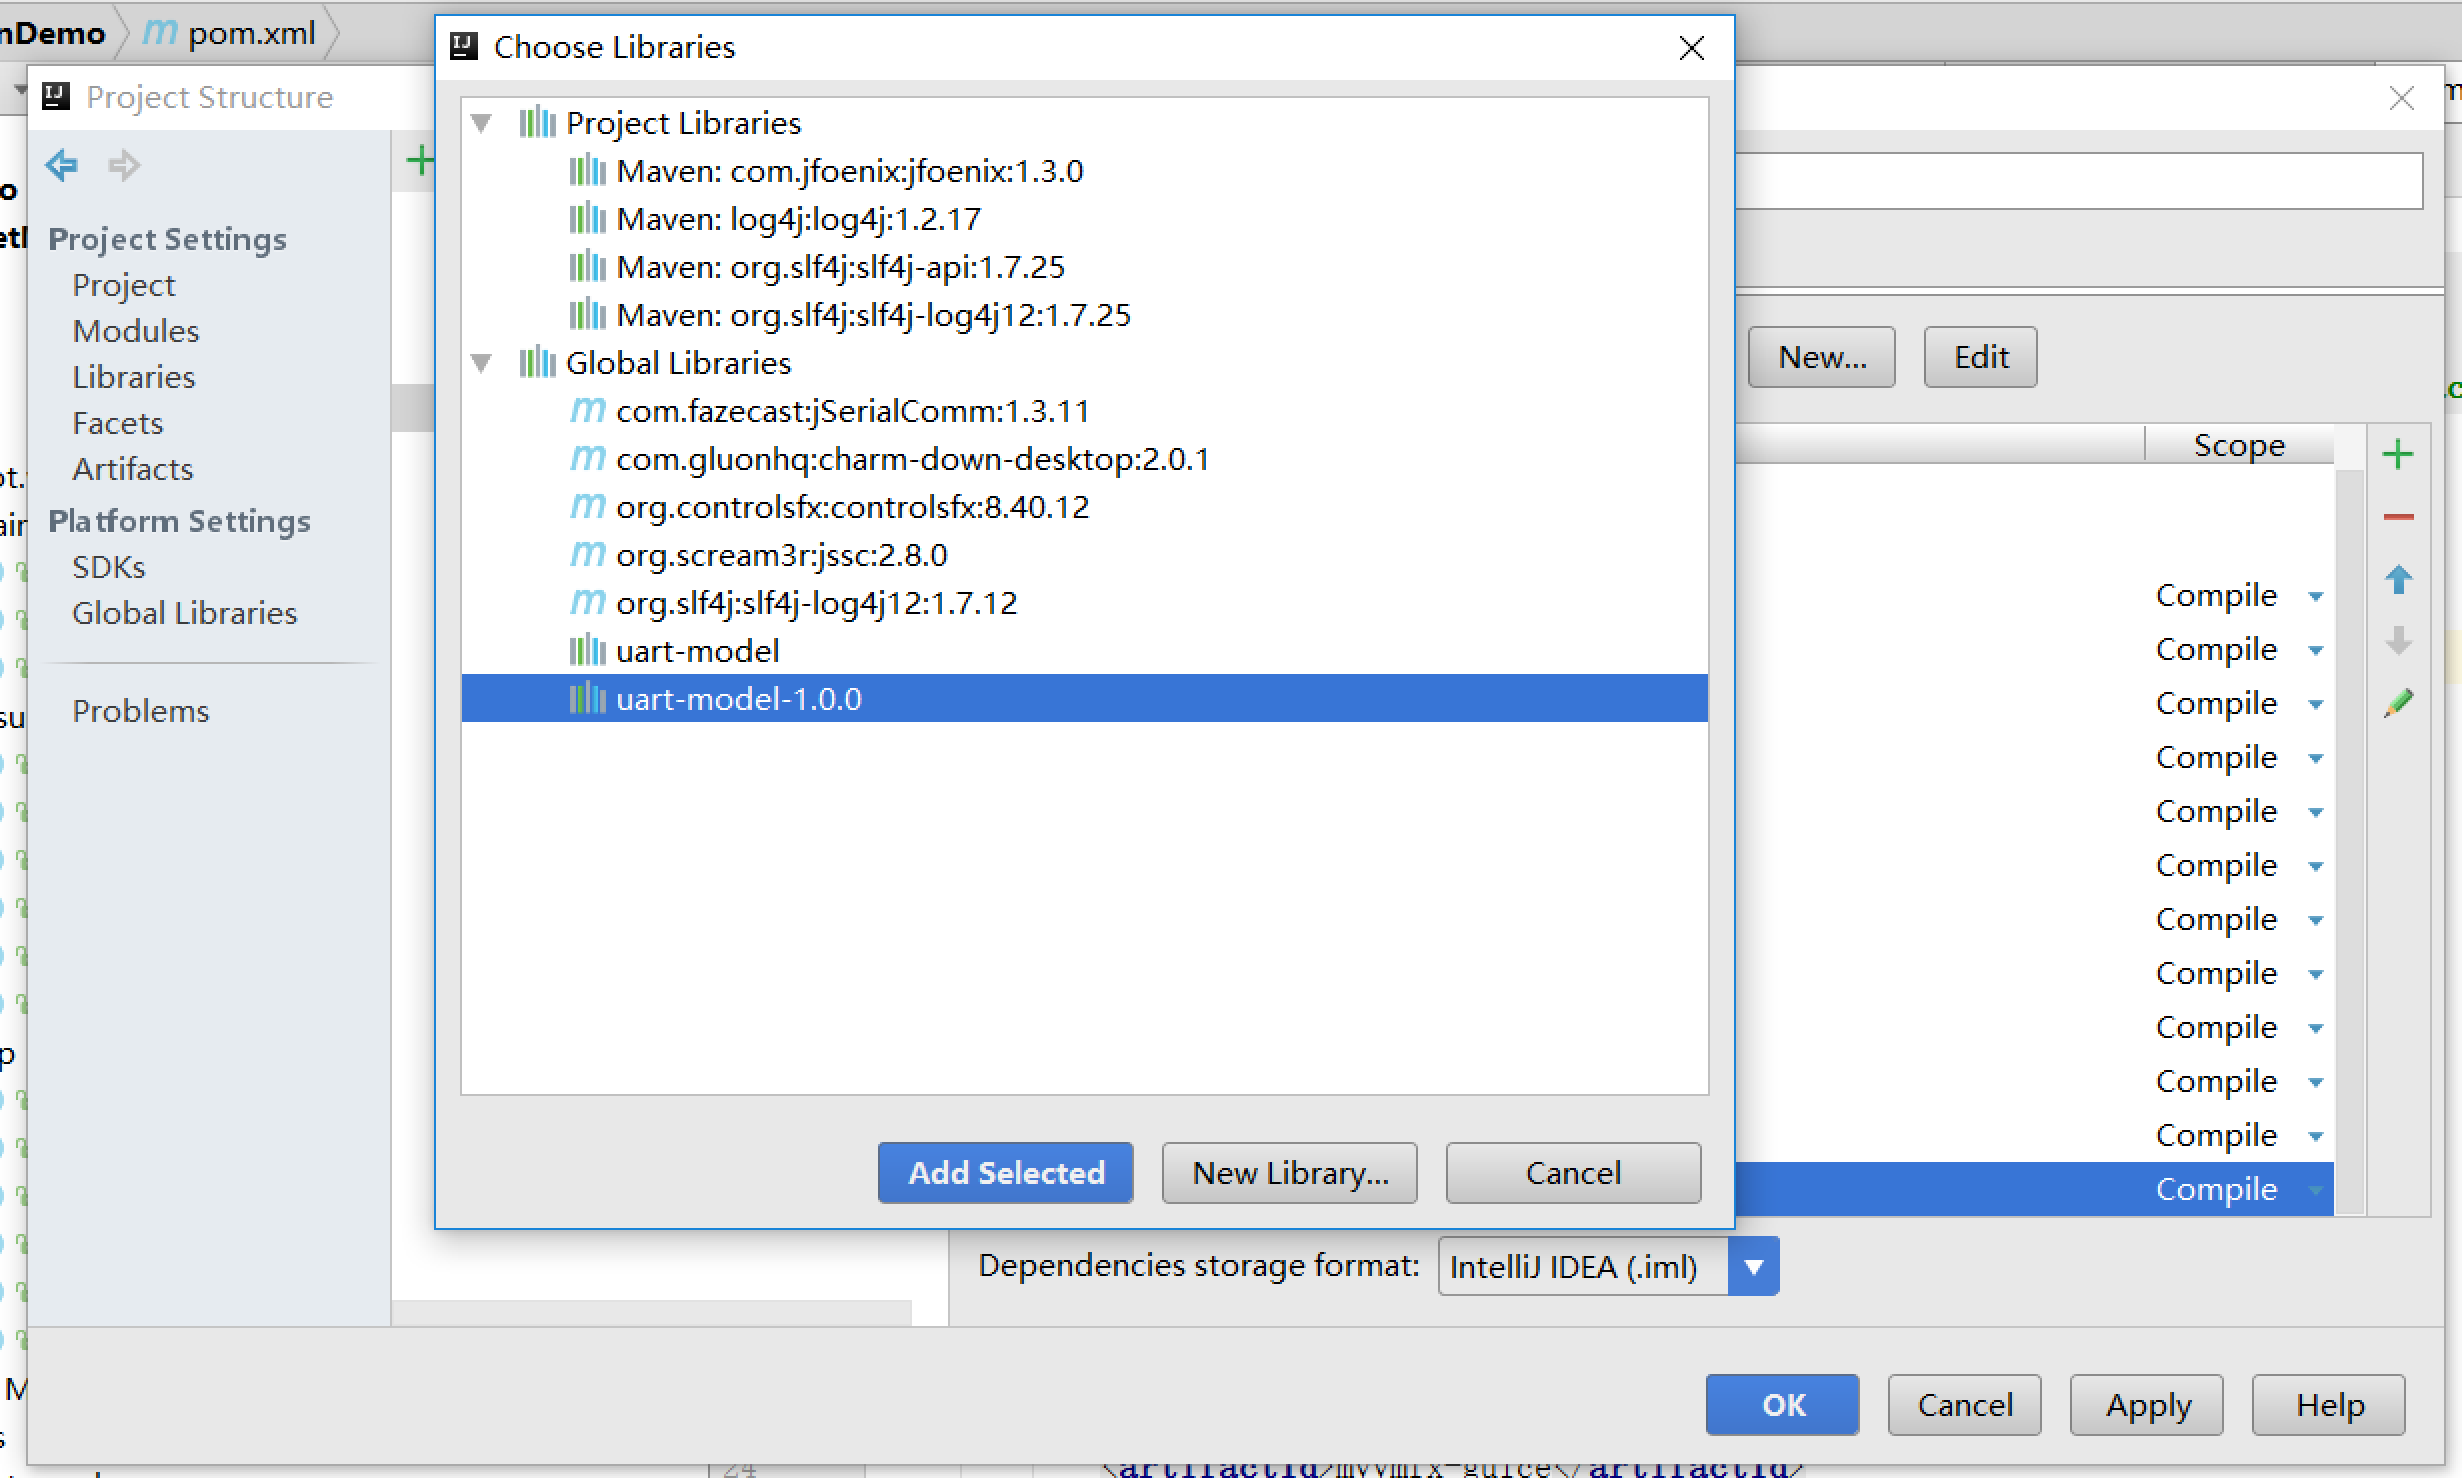 nDemo
pom.xml
Choose Libraries
Project Structure
Project Libraries
Maven: com.jfoenix:jfoenix:1.3.0
Maven: log4j:log4j:1.2.17
Maven: org.slf4j:slf4j-api:1.7.25
Maven: org.slf4j:slf4j-log4j12:1.7.25
Global Libraries
com.fazecast:jSerialComm:1.3.11
com.gluonhq:charm-down-desktop:2.0.1
org.controlsfx:controlsfx:8.40.12
org.scream3r:jssc:2.8.0
org.slf4j:slf4j-log4j12:1.7.12
uart-model
uart-model-1.0.0
Add Selected
New Library...
Cancel
Project Settings
Project
Modules
Libraries
Facets
Artifacts
Platform Settings
SDKs
Global Libraries
Problems
New...
Edit
Scope
Compile
Compile
Compile
Compile
Compile
Compile
Compile
Compile
Compile
Compile
Compile
Compile
Dependencies storage format:
IntelliJ IDEA (.iml)
OK
Cancel
Apply
Help
24
<artifactId>mvvmfx-guice</artifactId>